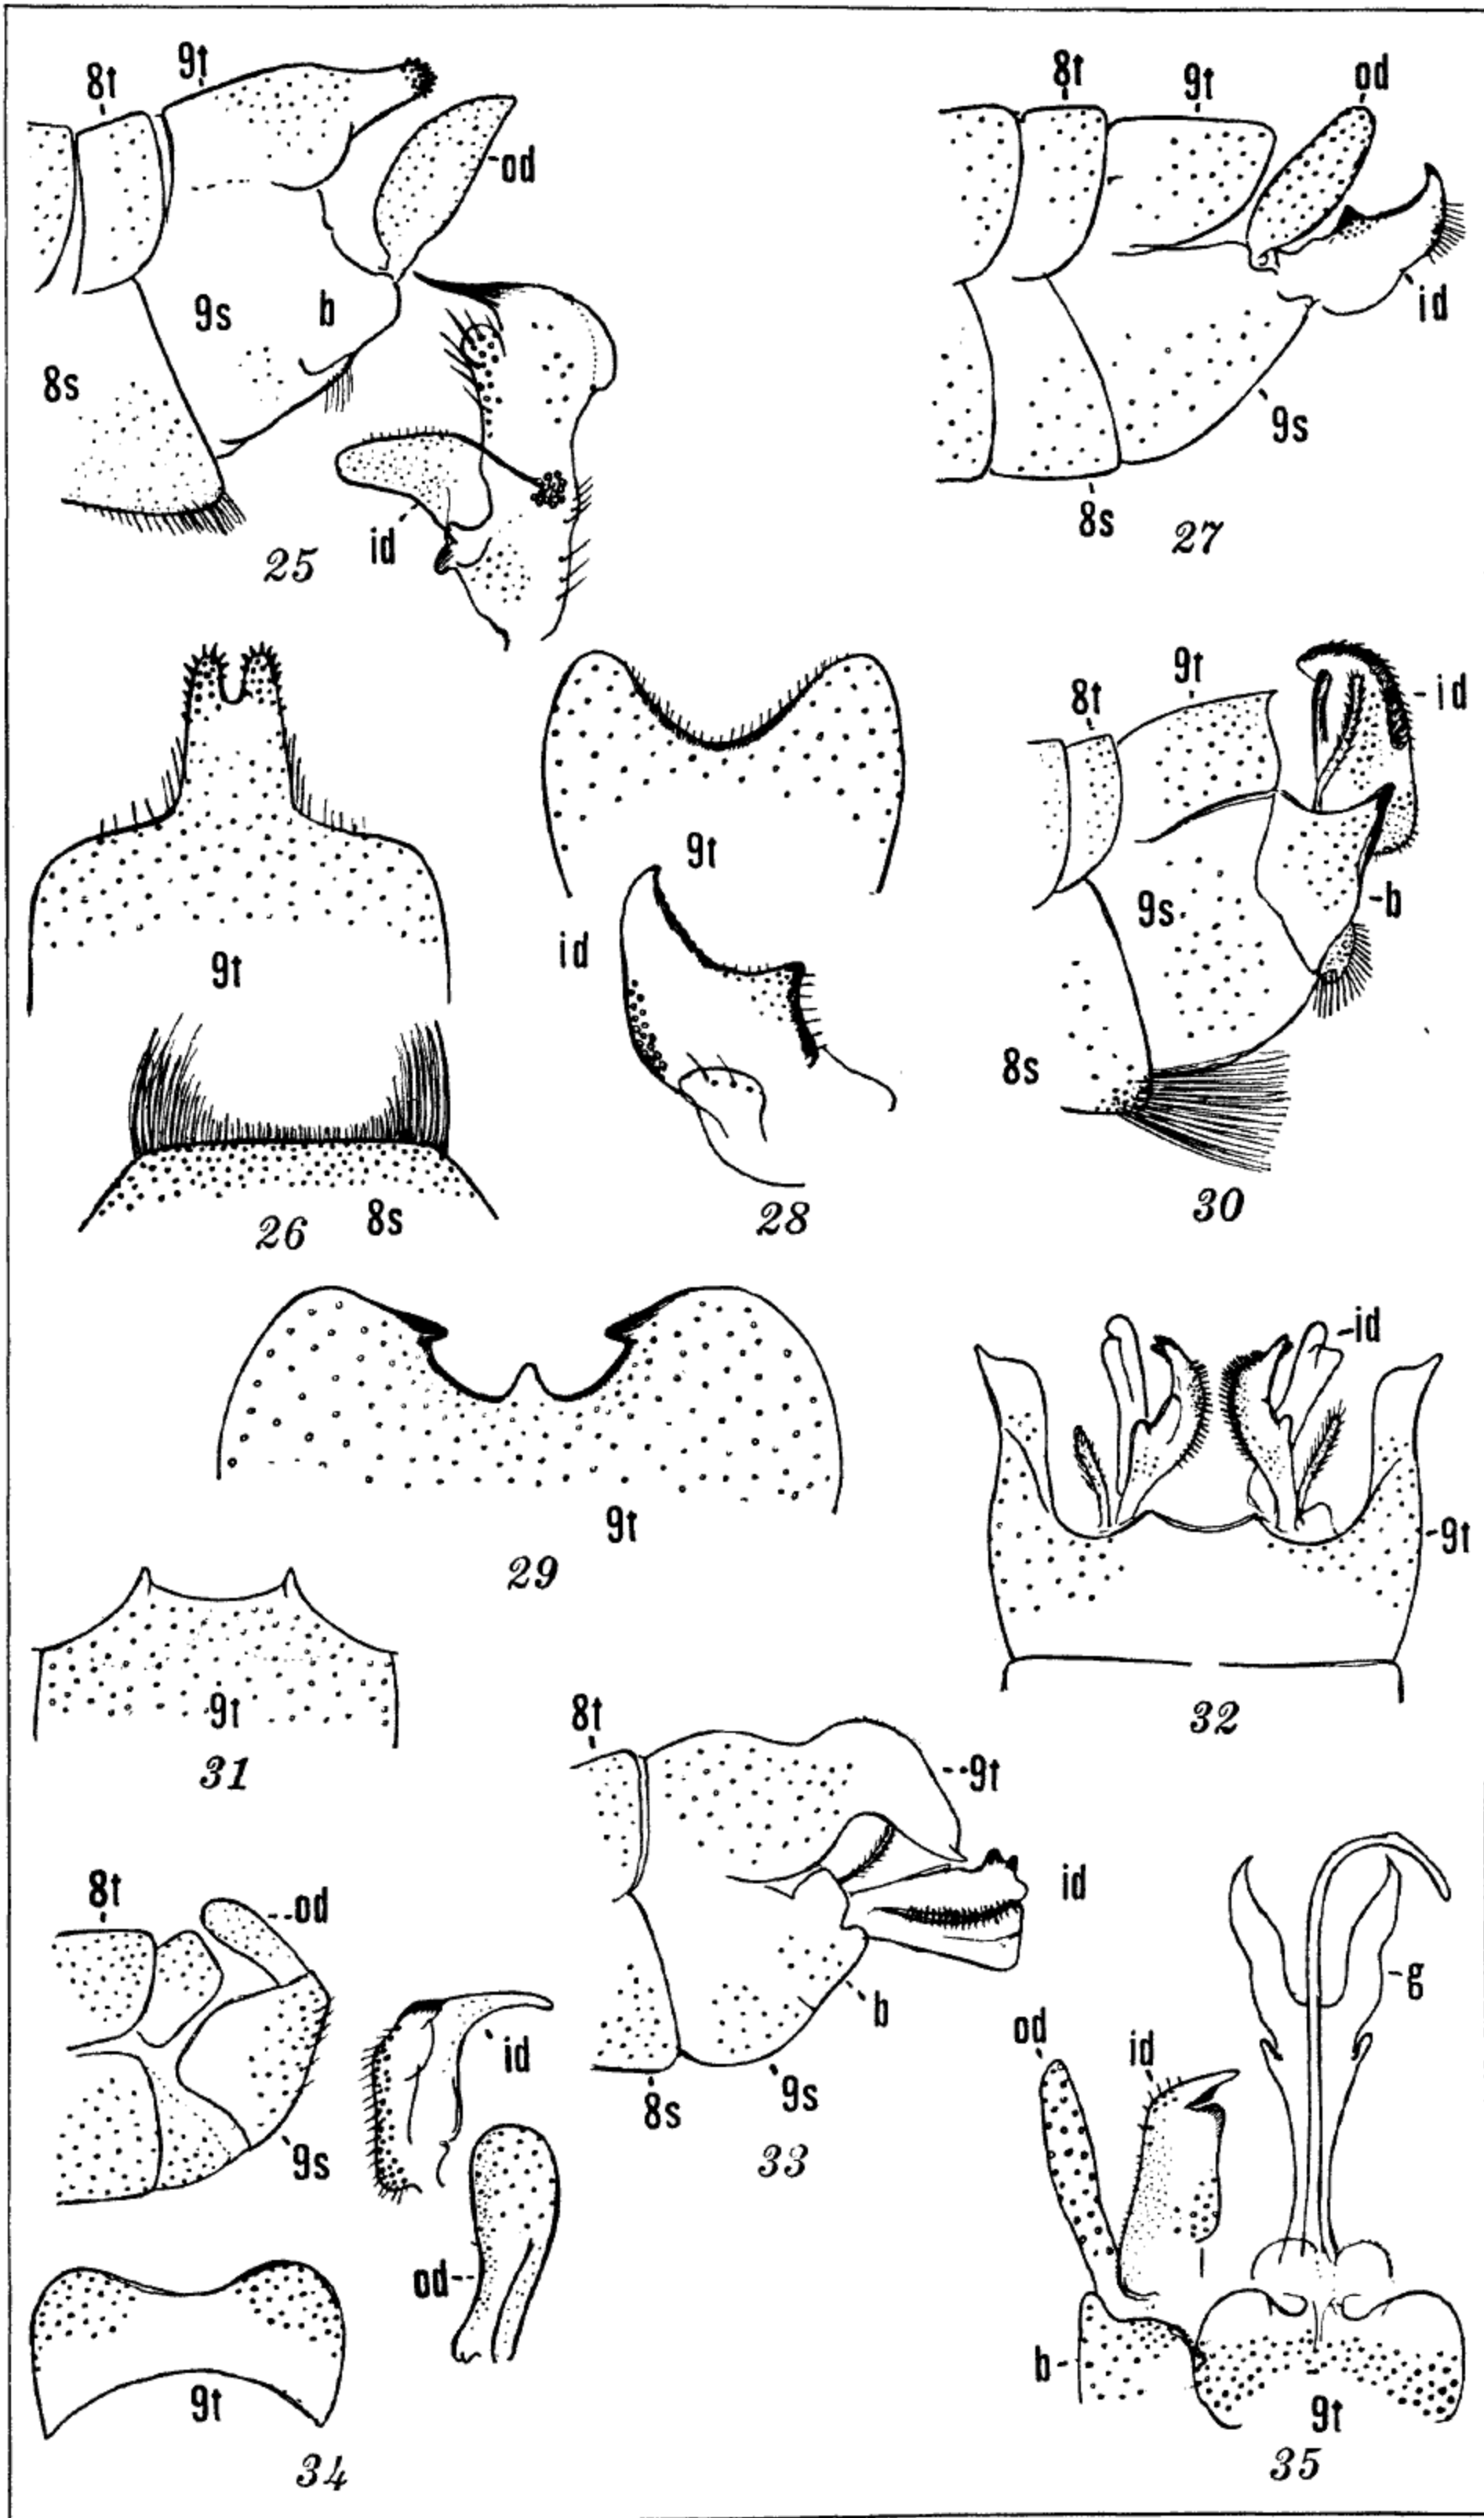 8t 9t od
9s b
8s
id
25
8t 9t od
id
9s
8s
27
9t
8s
26
9t
id
28
8t 9t id
9s b
8s
30
9t
29
id
9t
32
9t
31
8t
9t
id
b
8s 9s
33
8t od
9s
id
od
9t
34
od id g
b
9t
35